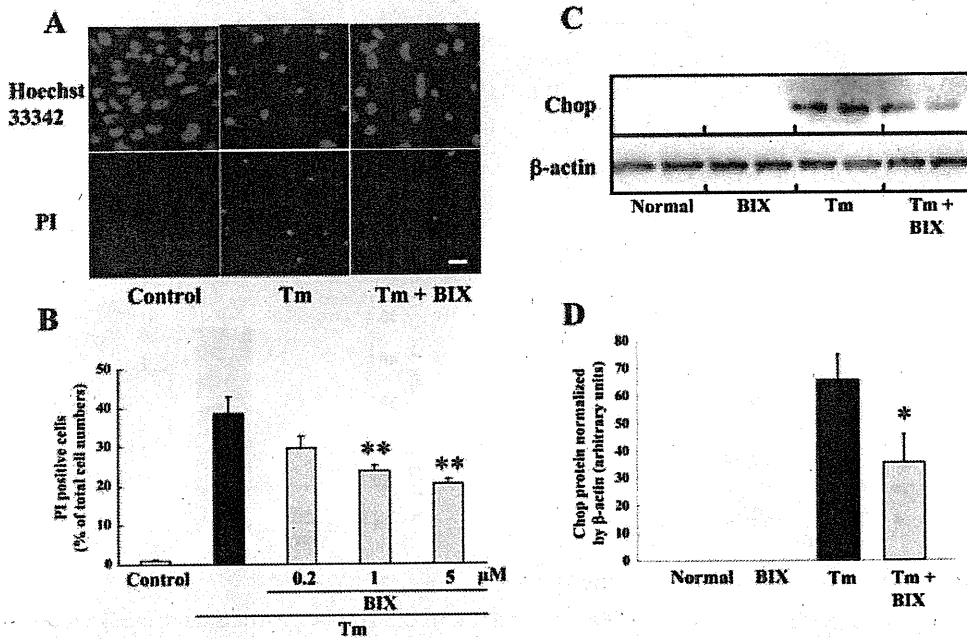 A
Hoechst
33342
PI
Control Tm Tm + BIX
B
PI positive cells
(% of total cell numbers)
50
40
30
20
10
0
**
**
Control 0.2 1 5 μM
BIX
Tm
C
Chop
β-actin
Normal BIX Tm Tm +
BIX
D
Chop protein normalized
by β-actin (arbitrary units)
80
70
60
50
40
30
20
10
0
*
Normal BIX Tm Tm +
BIX